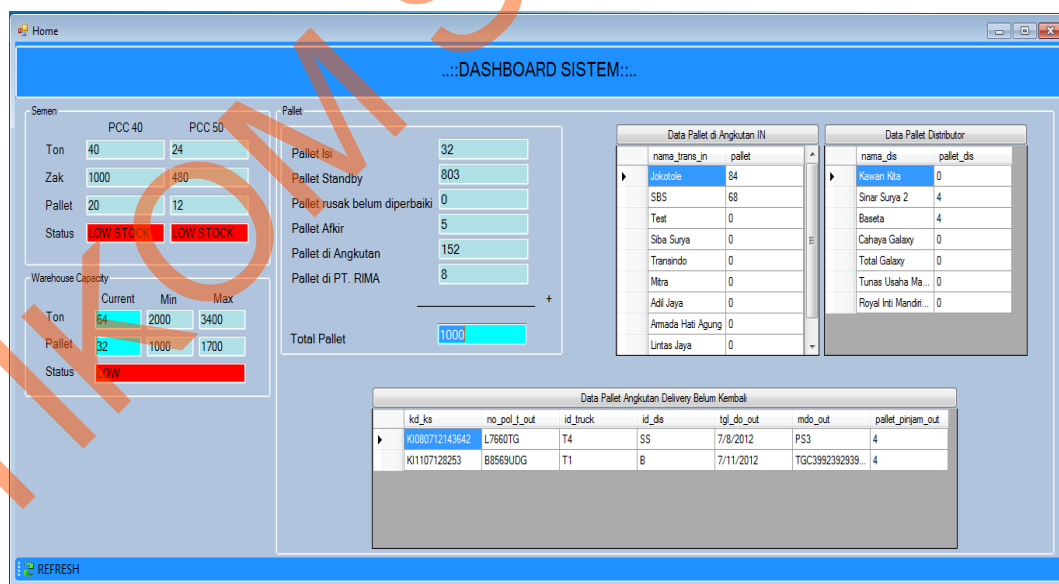 Home
..::DASHBOARD SISTEM::..
Semen
PCC 40 PCC 50
Ton 40 24
Zak 1000 480
Pallet 20 12
Status LOW STOCK LOW STOCK
Warehouse Capacity
Current Min Max
Ton 64 2000 3400
Pallet 32 1000 1700
Status LOW
Pallet
Pallet Isi 32
Pallet Standby 803
Pallet rusak belum diperbaiki 0
Pallet Afkir 5
Pallet di Angkutan 152
Pallet di PT. RIMA 8
+
Total Pallet 1000
Data Pallet di Angkutan IN
nama_trans_in pallet
Jokotole 84
SBS 68
Test 0
Siba Surya 0
Transindo 0
Mitra 0
Adil Jaya 0
Armada Hati Agung 0
Lintas Jaya 0
Data Pallet Distributor
nama_dis pallet_dis
Kawan Kita 0
Sinar Surya 2 4
Baseta 4
Cahaya Galaxy 0
Total Galaxy 0
Tunas Usaha Ma... 0
Royal Inti Mandiri... 0
Data Pallet Angkutan Delivery Belum Kembali
kd_ks no_pol_t_out id_truck id_dis tgl_do_out mdo_out pallet_pinjam_out
KI080712143642 L7660TG T4 SS 7/8/2012 PS3 4
KI1107128253 B8569UDG T1 B 7/11/2012 TGC3992392939... 4
REFRESH